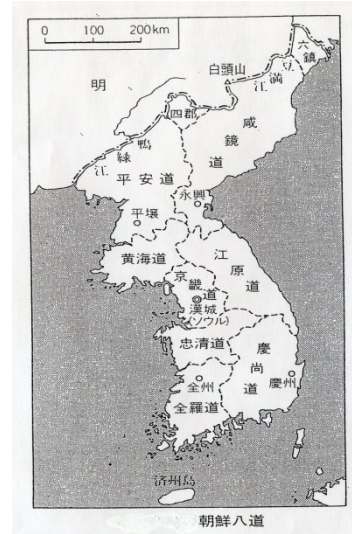 0 100 200km
白頭山
六鎮
豆満江
明
四郡
咸鏡道
鴨緑江
平安道
永興
平壌
黄海道
江原道
京畿道
漢城
(ソウル)
忠清道
慶尚道
慶州
全州
全羅道
済州島
朝鮮八道